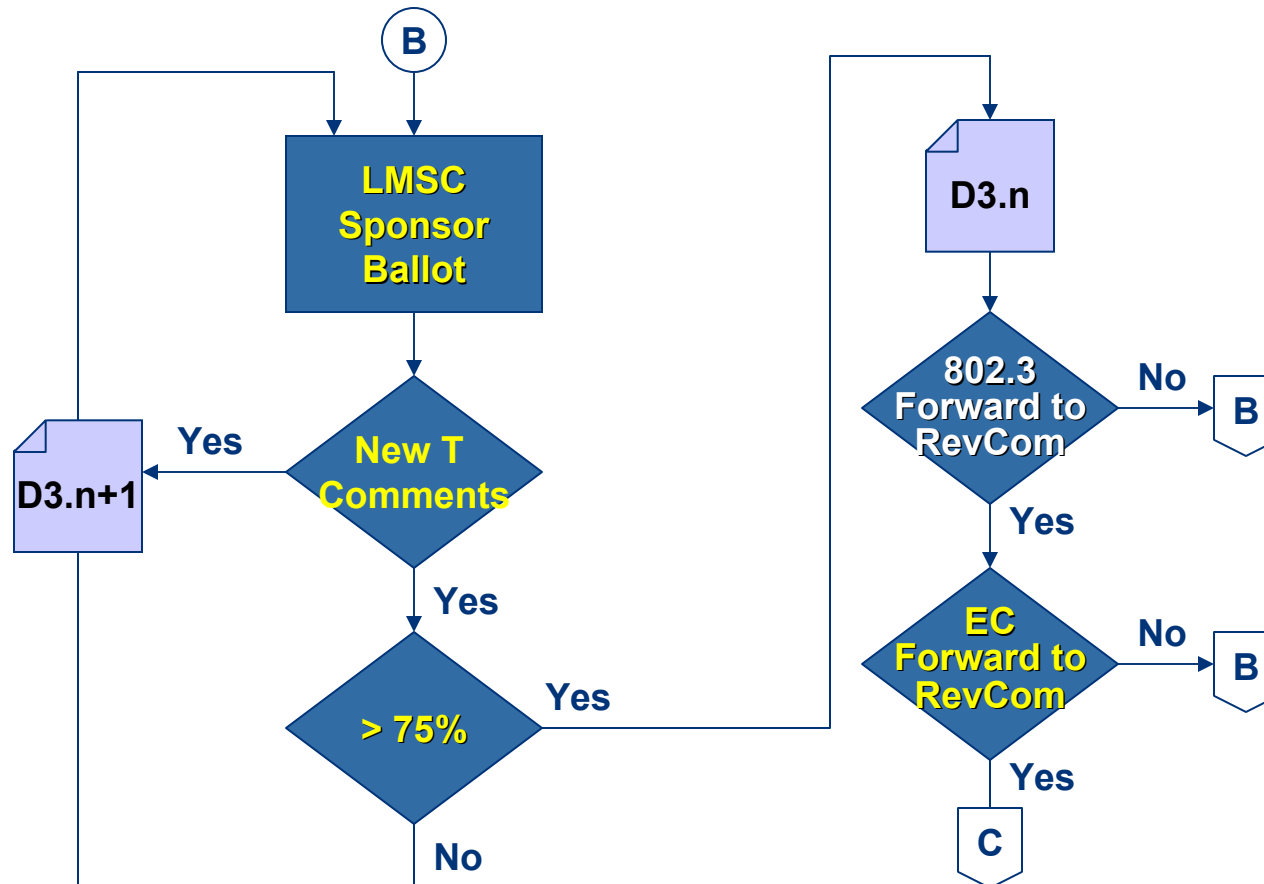 B
LMSC
Sponsor
Ballot
New T
Comments
Yes
D3.n+1
Yes
> 75%
Yes
No
D3.n
802.3
Forward to
RevCom
No
B
Yes
EC
Forward to
RevCom
No
B
Yes
C